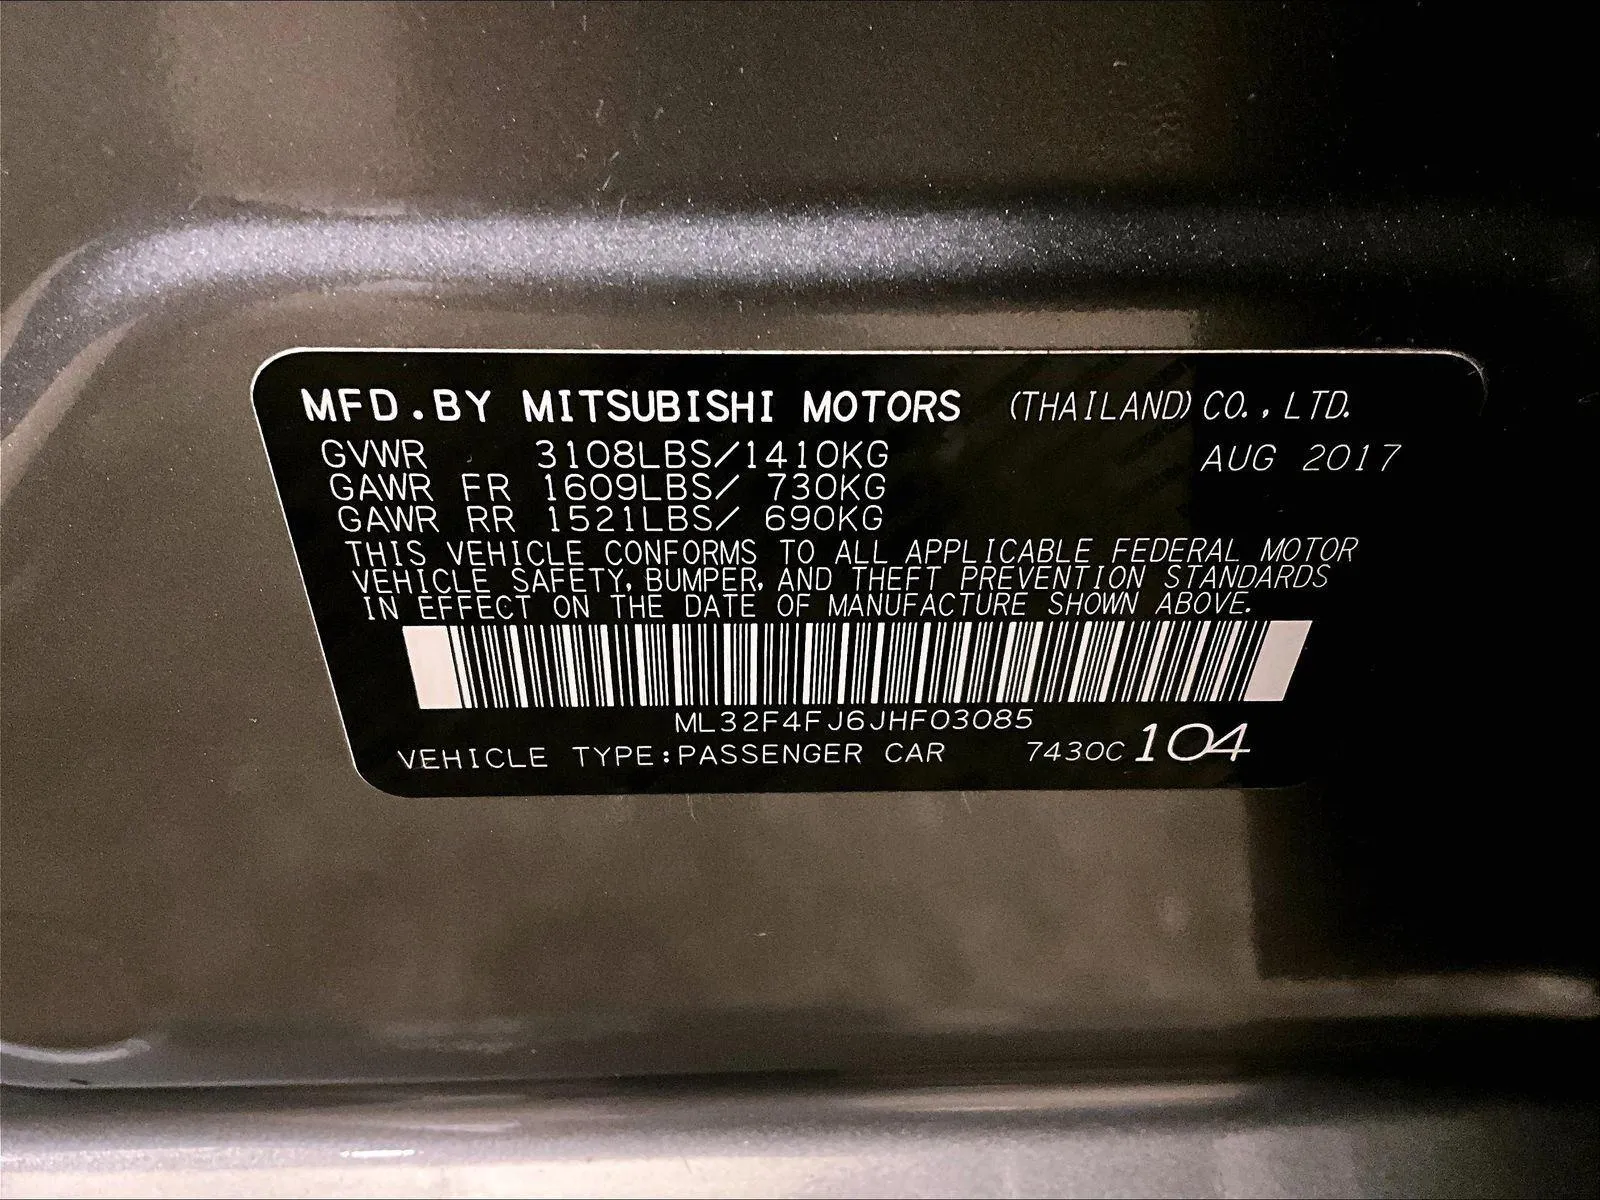 MFD.BY MITSUBISHI MOTORS (THAILAND) CO.,LTD.
GVWR 3108LBS/1410KG AUG 2017
GAWR FR 1609LBS/ 730KG
GAWR RR 1521LBS/ 690KG
THIS VEHICLE CONFORMS TO ALL APPLICABLE FEDERAL MOTOR
VEHICLE SAFETY, BUMPER, AND THEFT PREVENTION STANDARDS
IN EFFECT ON THE DATE OF MANUFACTURE SHOWN ABOVE.
ML32F4FJ6JHF03085
VEHICLE TYPE:PASSENGER CAR 7430C 104